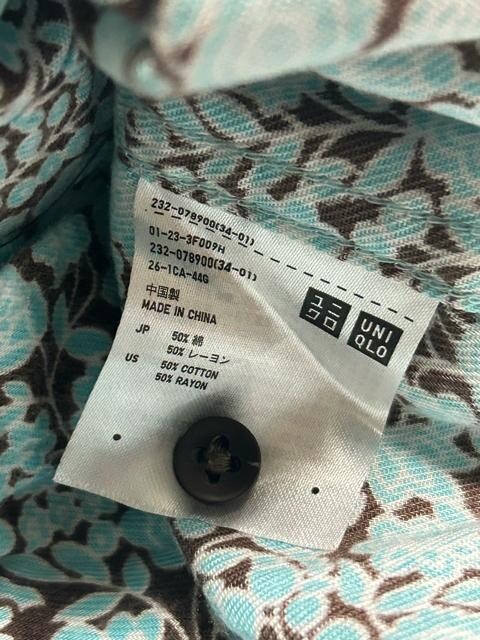 232-078900(34-01)
01-23-3F009H
232-078900(34-01)
26-1CA-44G
中国製
MADE IN CHINA
JP 50% 綿
50% レーヨン
US 50% COTTON
50% RAYON
ユニ
クロ
UNI
QLO